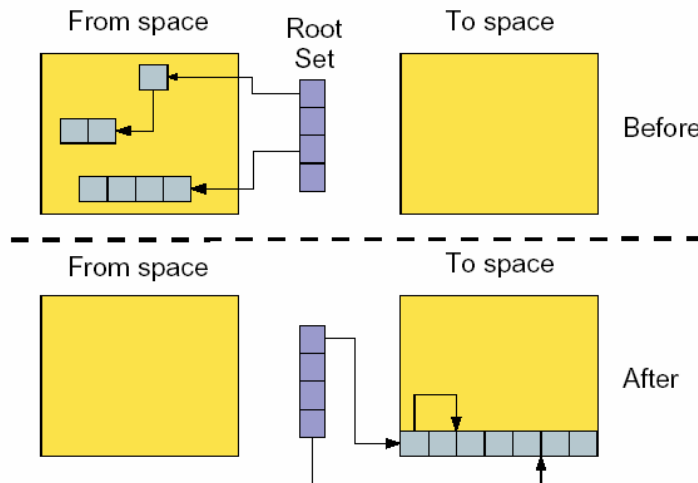 From space
Root
Set
To space
Before
From space
To space
After